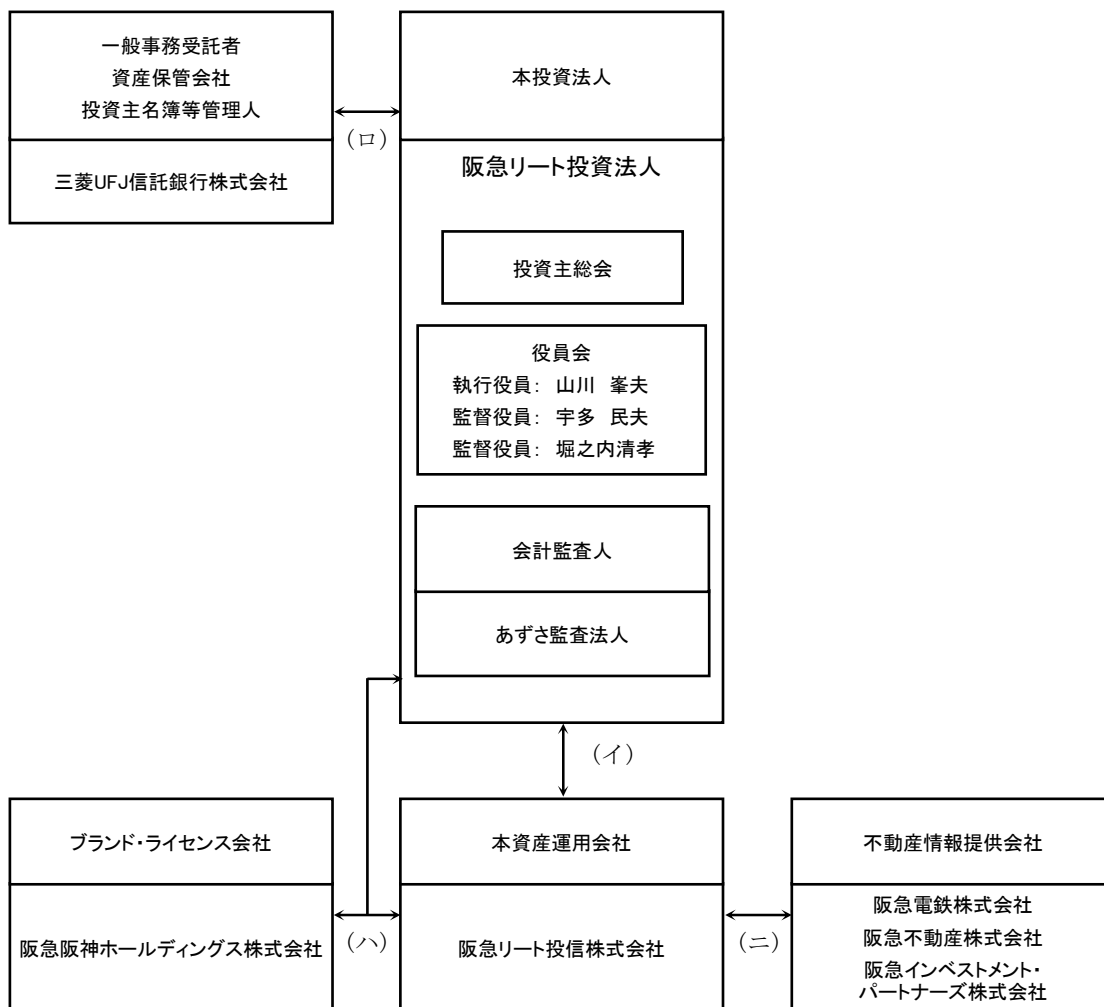 一般事務受託者
資産保管会社
投資主名簿等管理人
三菱UFJ信託銀行株式会社
(ロ)
本投資法人
阪急リート投資法人
投資主総会
役員会
執行役員： 山川 峯夫
監督役員： 宇多 民夫
監督役員： 堀之内清孝
会計監査人
あずさ監査法人
(イ)
ブランド・ライセンス会社
阪急阪神ホールディングス株式会社
(ハ)
本資産運用会社
阪急リート投信株式会社
(ニ)
不動産情報提供会社
阪急電鉄株式会社
阪急不動産株式会社
阪急インベストメント・
パートナーズ株式会社